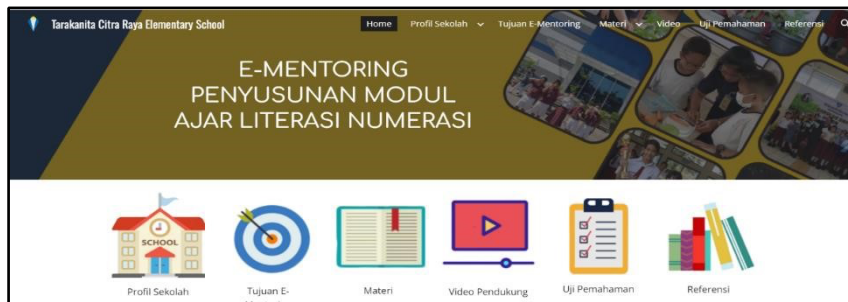 Tarakanita Citra Raya Elementary School
Home Profil Sekolah Tujuan E-Mentoring Materi Video Uji Pemahaman Referensi
E-MENTORING
PENYUSUNAN MODUL
AJAR LITERASI NUMERASI
SCHOOL
Profil Sekolah Tujuan E- Materi Video Pendukung Uji Pemahaman Referensi